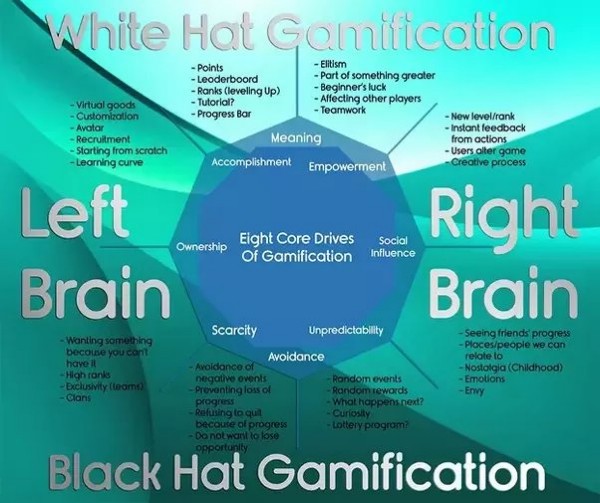 White Hat Gamification
- Points
- Leaderboord
- Ranks (leveling Up)
- Tutorial?
- Progress Bar
- Elitism
- Part of something greater
- Beginner's luck
- Affecting other players
- Teamwork
- Virtual goods
- Customization
- Avatar
- Recruitment
- Starting from scratch
- Learning curve
- New level/rank
- Instant feedback
from actions
- Users alter game
- Creative process
Meaning
Accomplishment
Empowerment
Left
Brain
Right
Brain
Ownership
Eight Core Drives
Of Gamification
Social
Influence
Scarcity
Unpredictability
Avoidance
- Wanting something
because you can't
have it
- High ranks
- Exclusivity (teams)
- Clans
- Avoidance of
negative events
- Preventing loss of
progress
- Refusing to quit
because of progress
- Do not want to lose
opportunity
- Random events
- Random rewards
- What happens next?
- Curiosity
- Lottery program?
- Seeing friends' progress
- Places/people we can
relate to
- Nostalgia (Childhood)
- Emotions
- Envy
Black Hat Gamification